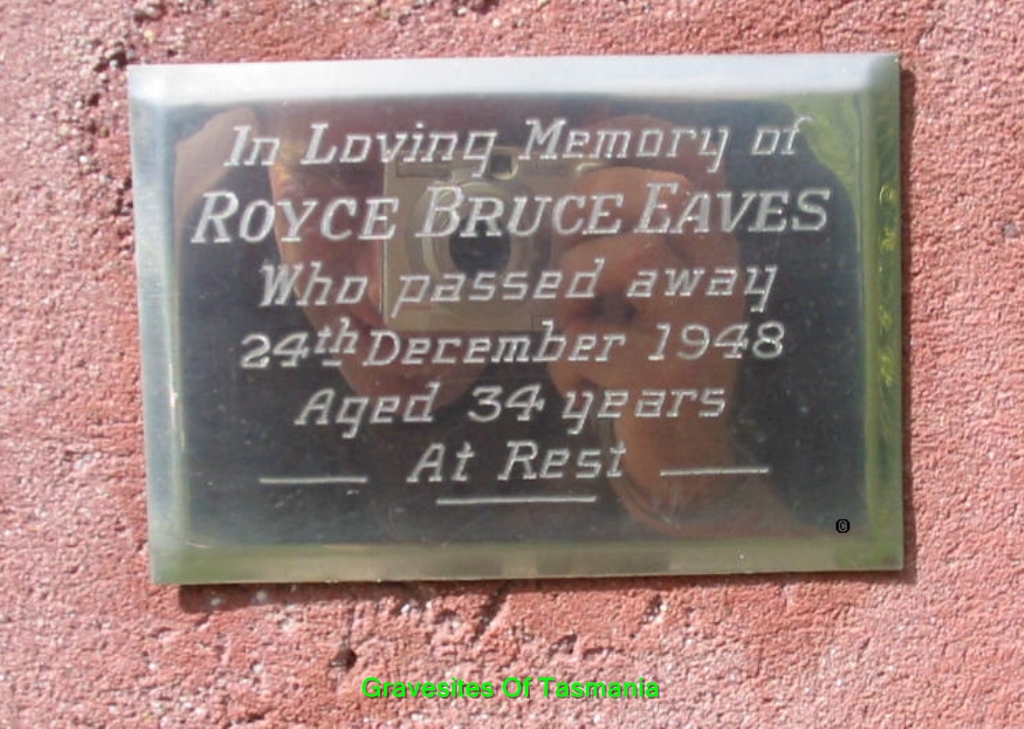 In Loving Memory of
ROYCE BRUCE EAVES
Who passed away
24th December 1948
Aged 34 years
At Rest
©
Gravesites Of Tasmania